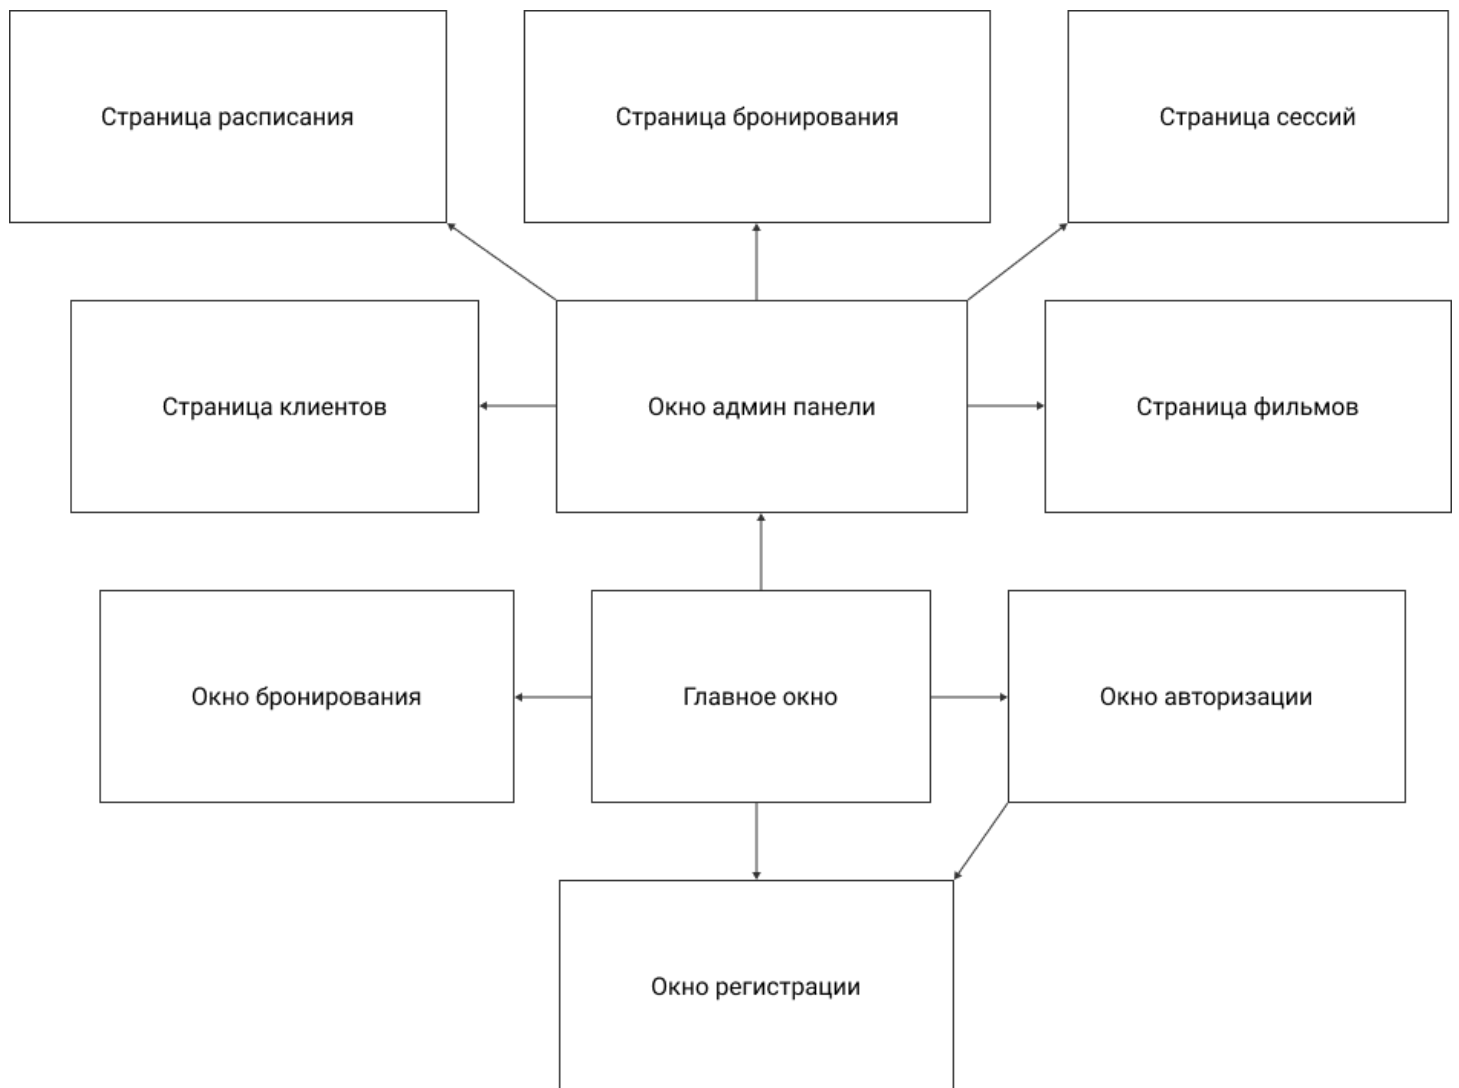 Страница расписания
Страница бронирования
Страница сессий
Страница клиентов
Окно админ панели
Страница фильмов
Окно бронирования
Главное окно
Окно авторизации
Окно регистрации